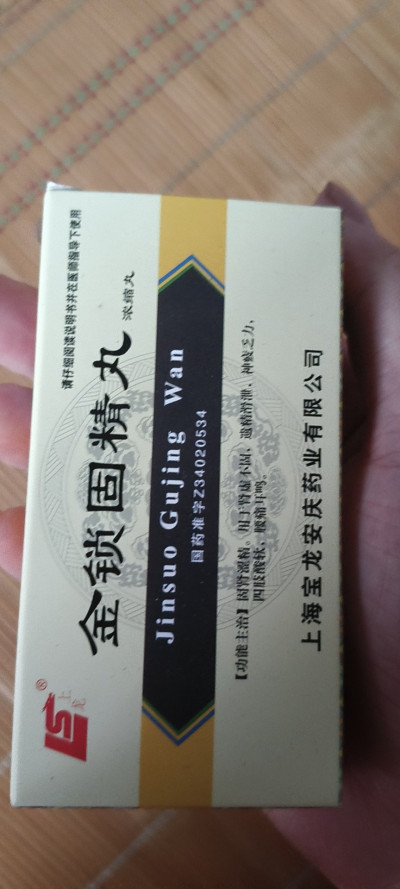 请仔细阅读说明书并在医师指导下使用
金锁固精丸 浓缩丸
Jinsuo Gujing Wan
国药准字Z34020534
【功能主治】固肾涩精。用于肾虚不固，遗精滑泄，神疲乏力，
四肢酸软，腰痛耳鸣。
上海宝龙安庆药业有限公司
上龙
®